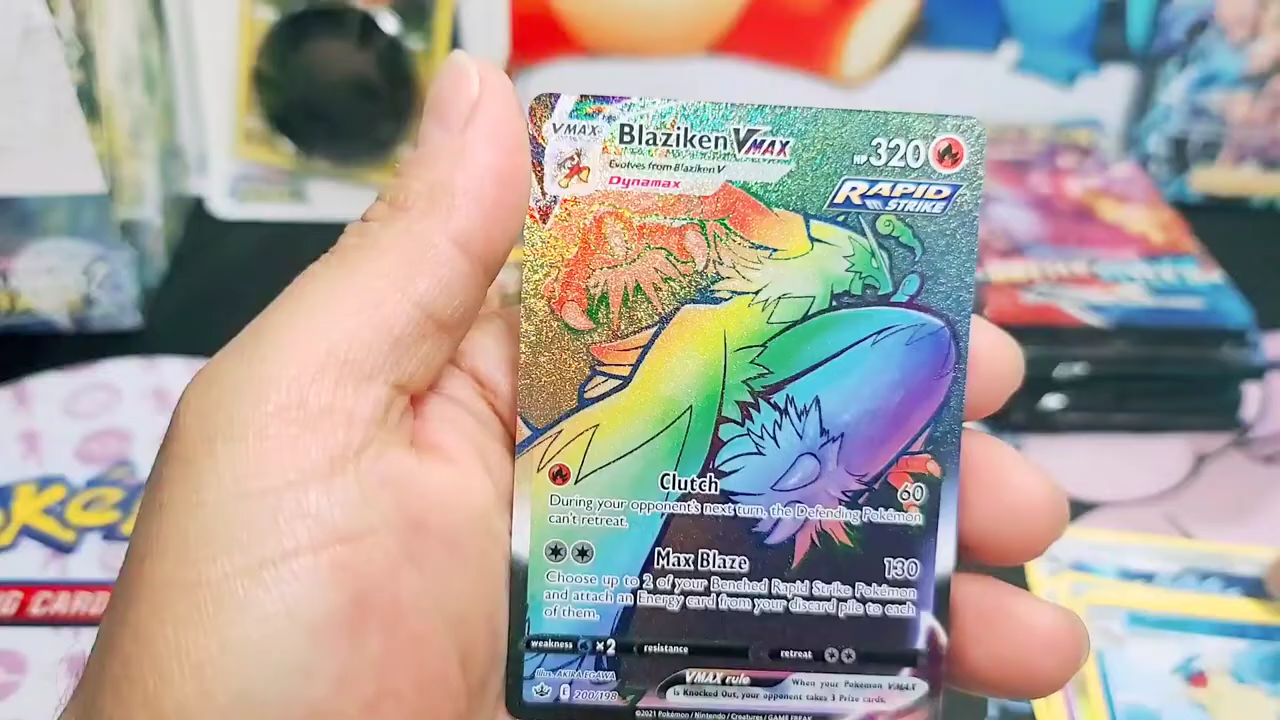 VMAX
Blaziken VMAX
HP 320
Evolves from Blaziken V
Dynamax
RAPID
STRIKE
Clutch
60
During your opponent's next turn, the Defending Pokémon
can't retreat.
Max Blaze
130
Choose up to 2 of your Benched Rapid Strike Pokémon
and attach an Energy card from your discard pile to each
of them.
weakness ×2 resistance retreat
Illus. AKIRA EGAWA
E 200/198
VMAX rule
When your Pokémon VMAX
is Knocked Out, your opponent takes 3 Prize cards.
©2021 Pokémon / Nintendo / Creatures / GAME FREAK
CARD